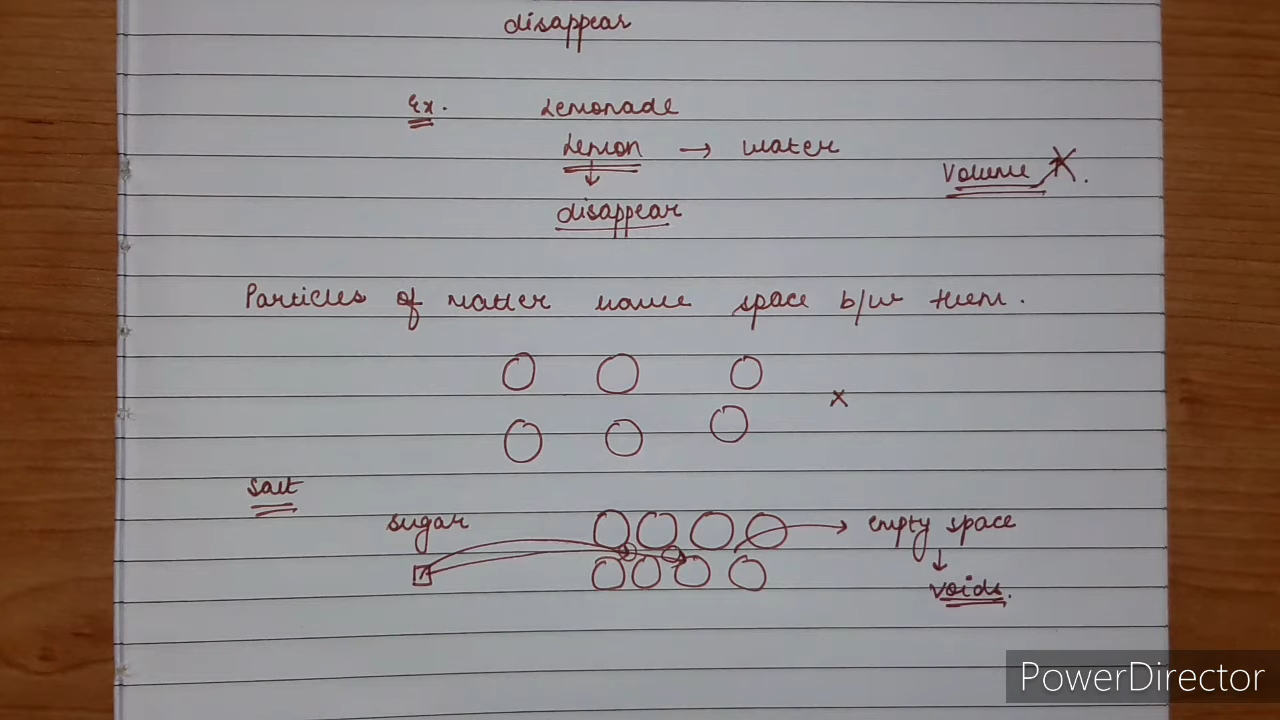 disappear
Ex. Lemonade
Lemon → water
Volume X.
disappear
Particles of matter have space b/w them.
x
Salt
sugar
empty space
voids.
PowerDirector